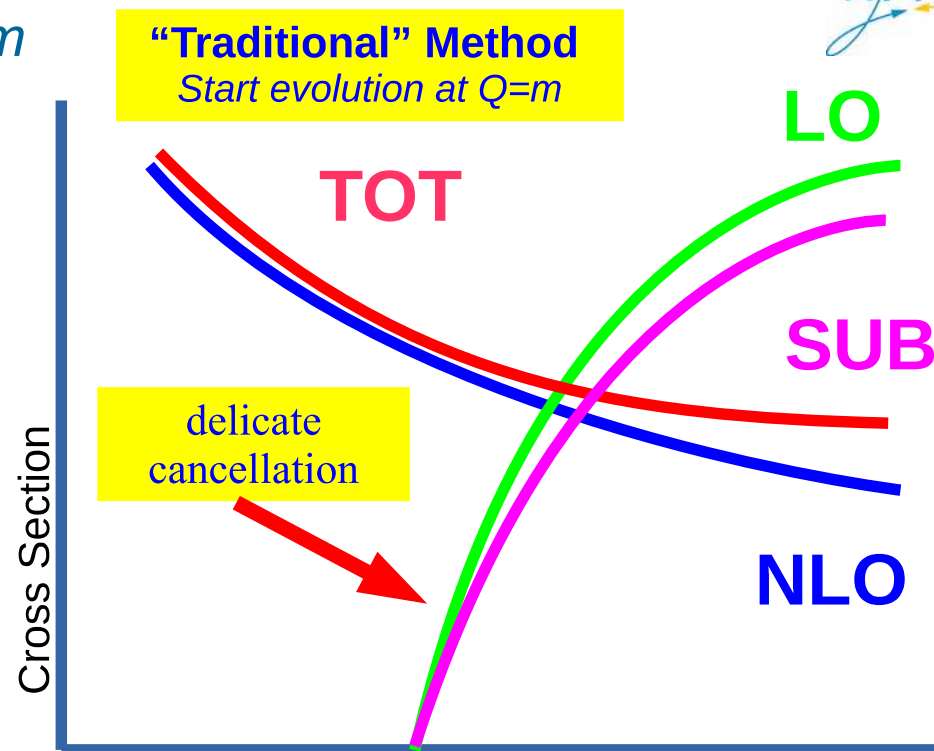 m
“Traditional” Method
Start evolution at Q=m
LO
TOT
SUB
delicate
cancellation
NLO
Cross Section